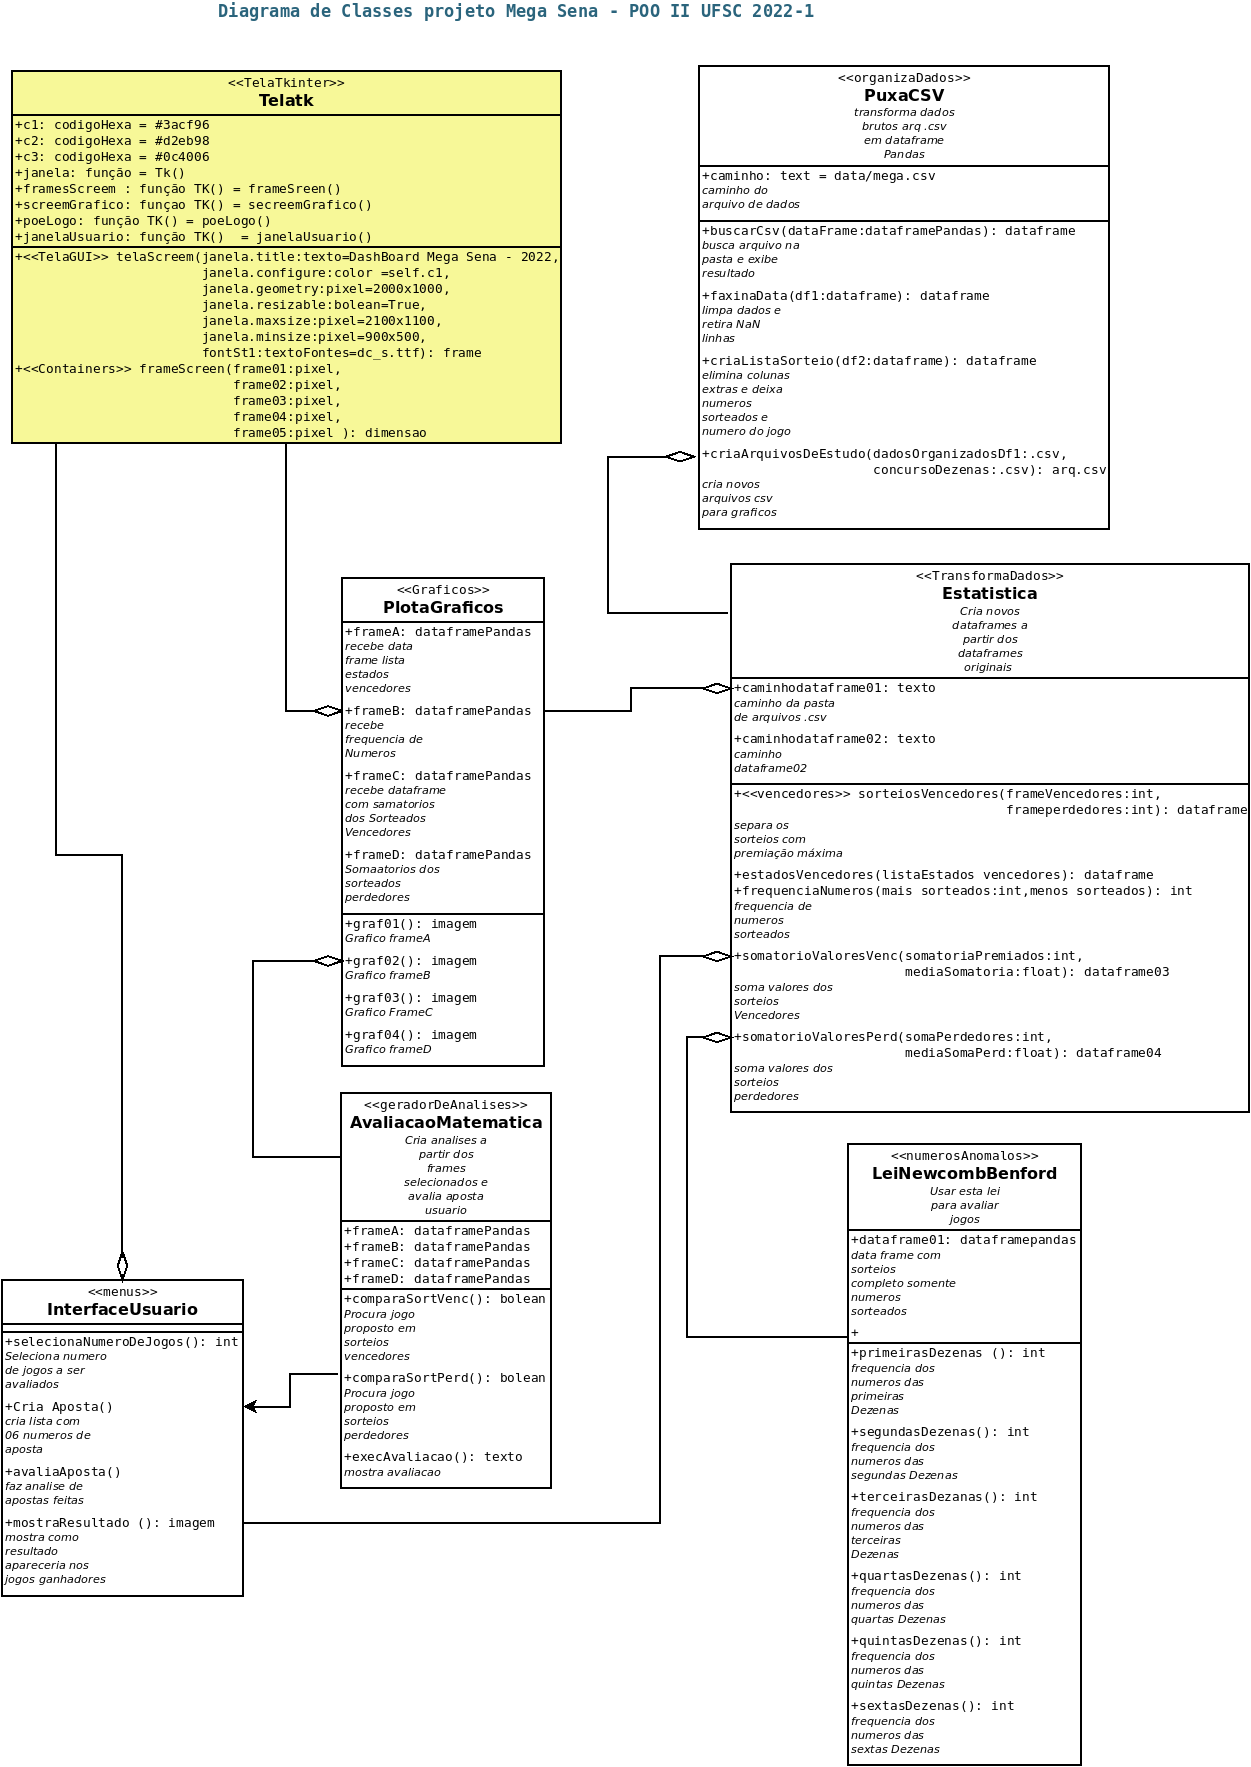 Diagrama de Classes projeto Mega Sena - POO II UFSC 2022-1
<<TelaTkinter>>
Telatk
+c1: codigoHexa = #3acf96
+c2: codigoHexa = #d2eb98
+c3: codigoHexa = #0c4006
+janela: função = Tk()
+framesScreem : função TK() = frameSreen()
+screemGrafico: funçao TK() = secreemGrafico()
+poeLogo: função TK() = poeLogo()
+janelaUsuario: função TK()  = janelaUsuario()
+<<TelaGUI>> telaScreem(janela.title:texto=DashBoard Mega Sena - 2022,
janela.configure:color =self.c1,
janela.geometry:pixel=2000x1000,
janela.resizable:bolean=True,
janela.maxsize:pixel=2100x1100,
janela.minsize:pixel=900x500,
fontSt1:textoFontes=dc_s.ttf): frame
+<<Containers>> frameScreen(frame01:pixel,
frame02:pixel,
frame03:pixel,
frame04:pixel,
frame05:pixel ): dimensao
<<organizaDados>>
PuxaCSV
transforma dados
brutos arq .csv
em dataframe
Pandas
+caminho: text = data/mega.csv
caminho do
arquivo de dados
+buscarCsv(dataFrame:dataframePandas): dataframe
busca arquivo na
pasta e exibe
resultado
+faxinaData(df1:dataframe): dataframe
limpa dados e
retira NaN
linhas
+criaListaSorteio(df2:dataframe): dataframe
elimina colunas
extras e deixa
numeros
sorteados e
numero do jogo
+criaArquivosDeEstudo(dadosOrganizadosDf1:.csv,
concursoDezenas:.csv): arq.csv
cria novos
arquivos csv
para graficos
<<Graficos>>
PlotaGraficos
+frameA: dataframePandas
recebe data
frame lista
estados
vencedores
+frameB: dataframePandas
recebe
frequencia de
Numeros
+frameC: dataframePandas
recebe dataframe
com samatorios
dos Sorteados
Vencedores
+frameD: dataframePandas
Somaatorios dos
sorteados
perdedores
+graf01(): imagem
Grafico frameA
+graf02(): imagem
Grafico frameB
+graf03(): imagem
Grafico FrameC
+graf04(): imagem
Grafico frameD
<<TransformaDados>>
Estatistica
Cria novos
dataframes a
partir dos
dataframes
originais
+caminhodataframe01: texto
caminho da pasta
de arquivos .csv
+caminhodataframe02: texto
caminho
dataframe02
+<<vencedores>> sorteiosVencedores(frameVencedores:int,
frameperdedores:int): dataframe
separa os
sorteios com
premiação máxima
+estadosVencedores(listaEstados vencedores): dataframe
+frequenciaNumeros(mais sorteados:int,menos sorteados): int
frequencia de
numeros
sorteados
+somatorioValoresVenc(somatoriaPremiados:int,
mediaSomatoria:float): dataframe03
soma valores dos
sorteios
Vencedores
+somatorioValoresPerd(somaPerdedores:int,
mediaSomaPerd:float): dataframe04
soma valores dos
sorteios
perdedores
<<geradorDeAnalises>>
AvaliacaoMatematica
Cria analises a
partir dos
frames
selecionados e
avalia aposta
usuario
+frameA: dataframePandas
+frameB: dataframePandas
+frameC: dataframePandas
+frameD: dataframePandas
+comparaSortVenc(): bolean
Procura jogo
proposto em
sorteios
vencedores
+comparaSortPerd(): bolean
Procura jogo
proposto em
sorteios
perdedores
+execAvaliacao(): texto
mostra avaliacao
<<numerosAnomalos>>
LeiNewcombBenford
Usar esta lei
para avaliar
jogos
+dataframe01: dataframepandas
data frame com
sorteios
completo somente
numeros
sorteados
+
+primeirasDezenas (): int
frequencia dos
numeros das
primeiras
Dezenas
+segundasDezenas(): int
frequencia dos
numeros das
segundas Dezenas
+terceirasDezanas(): int
frequencia dos
numeros das
terceiras
Dezenas
+quartasDezenas(): int
frequencia dos
numeros das
quartas Dezenas
+quintasDezenas(): int
frequencia dos
numeros das
quintas Dezenas
+sextasDezenas(): int
frequencia dos
numeros das
sextas Dezenas
<<menus>>
InterfaceUsuario
+selecionaNumeroDeJogos(): int
Seleciona numero
de jogos a ser
avaliados
+Cria Aposta()
cria lista com
06 numeros de
aposta
+avaliaAposta()
faz analise de
apostas feitas
+mostraResultado (): imagem
mostra como
resultado
apareceria nos
jogos ganhadores